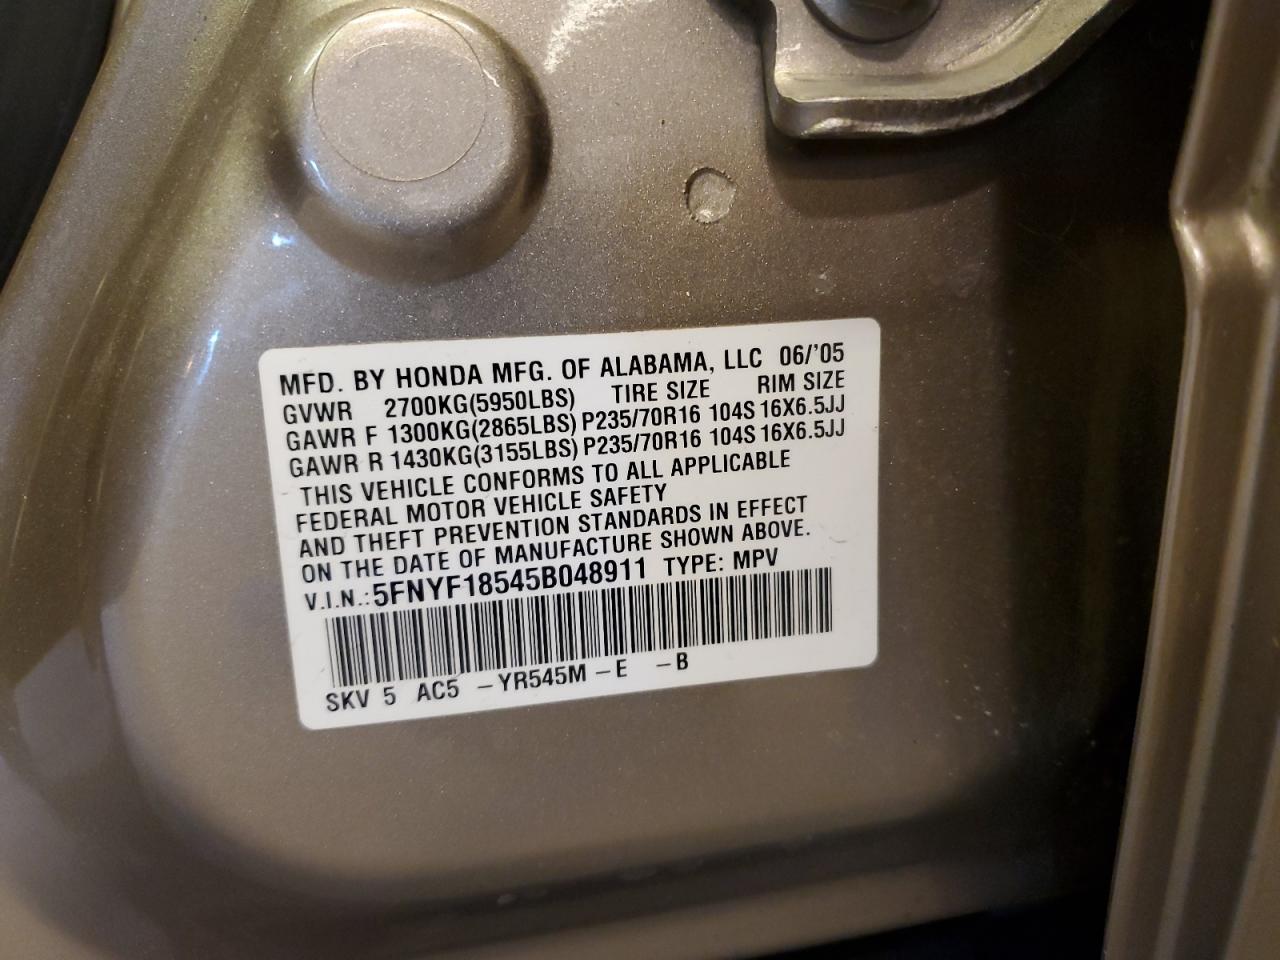 MFD. BY HONDA MFG. OF ALABAMA, LLC 06/'05
GVWR 2700KG(5950LBS) TIRE SIZE RIM SIZE
GAWR F 1300KG(2865LBS) P235/70R16 104S 16X6.5JJ
GAWR R 1430KG(3155LBS) P235/70R16 104S 16X6.5JJ
THIS VEHICLE CONFORMS TO ALL APPLICABLE
FEDERAL MOTOR VEHICLE SAFETY
AND THEFT PREVENTION STANDARDS IN EFFECT
ON THE DATE OF MANUFACTURE SHOWN ABOVE.
V.I.N.: 5FNYF18545B048911 TYPE: MPV
SKV 5 AC5 -YR545M -E -B